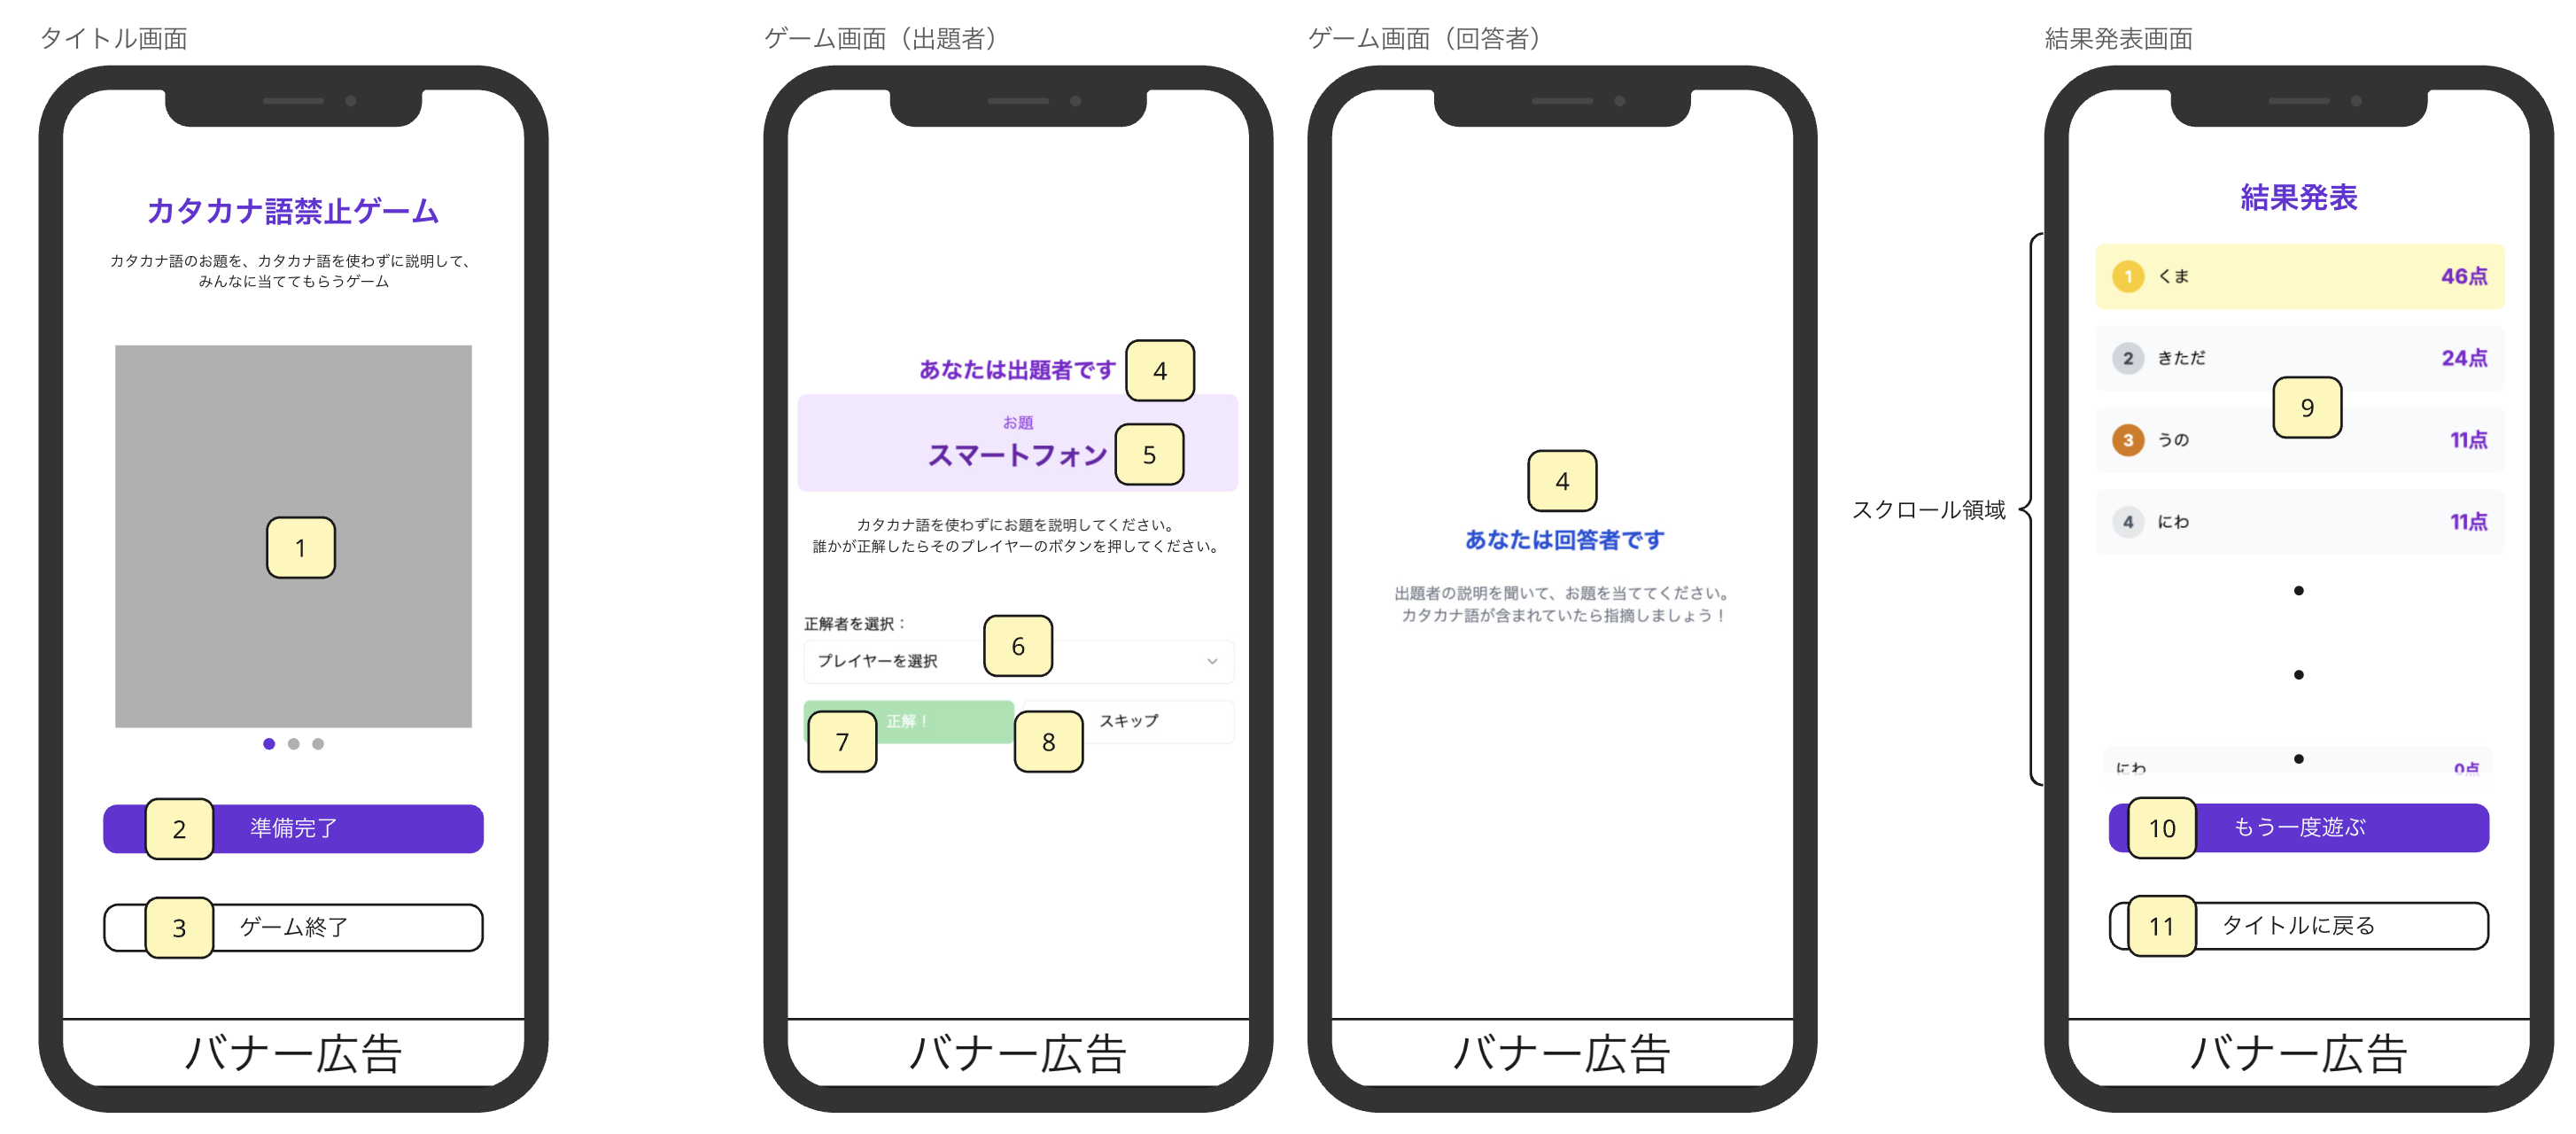 タイトル画面
カタカナ語禁止ゲーム
カタカナ語のお題を、カタカナ語を使わずに説明して、
みんなに当ててもらうゲーム
1
2
準備完了
3
ゲーム終了
バナー広告
ゲーム画面（出題者）
あなたは出題者です
4
お題
スマートフォン
5
カタカナ語を使わずにお題を説明してください。
誰かが正解したらそのプレイヤーのボタンを押してください。
正解者を選択：
6
プレイヤーを選択
7
正解！
8
スキップ
バナー広告
ゲーム画面（回答者）
4
あなたは回答者です
出題者の説明を聞いて、お題を当ててください。
カタカナ語が含まれていたら指摘しましょう！
バナー広告
スクロール領域
結果発表画面
結果発表
1 くま 46点
2 きただ 24点
9
3 うの 11点
4 にわ 11点
にわ 0点
10
もう一度遊ぶ
11
タイトルに戻る
バナー広告